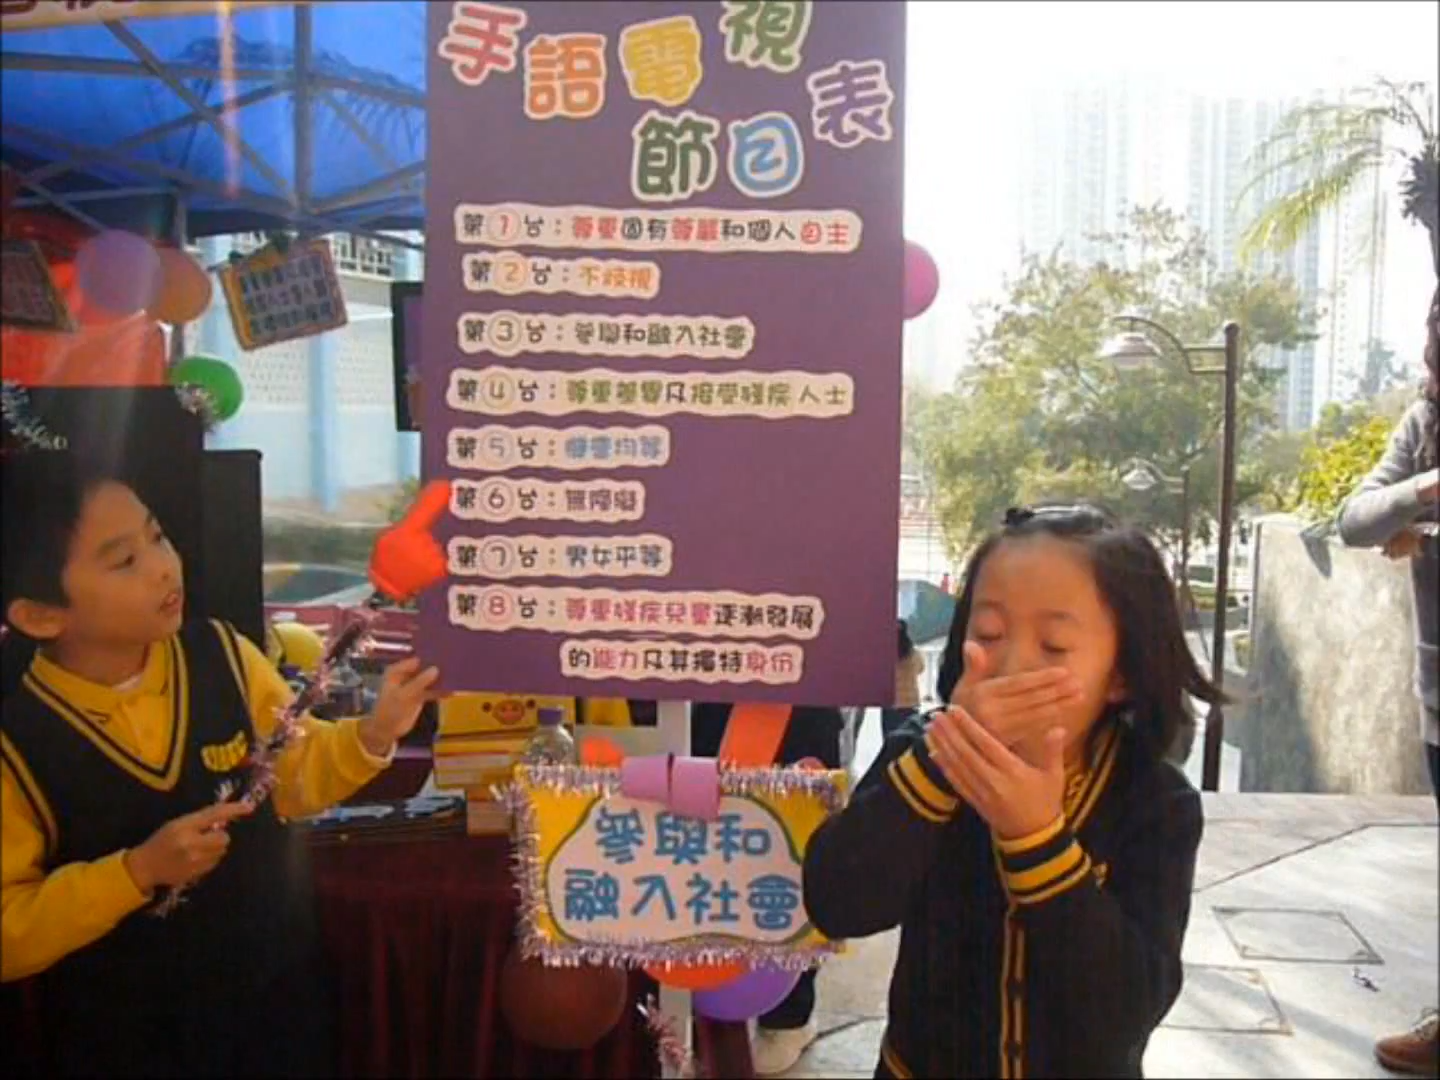 手語電視
節目表
第1台：尊重固有尊嚴和個人自主
第2台：不歧視
第3台：參與和融入社會
第4台：尊重差異及接受殘疾人士
第5台：機會均等
第6台：無障礙
第7台：男女平等
第8台：尊重殘疾兒童逐漸發展
的能力及其獨特身份
參與和
融入社會